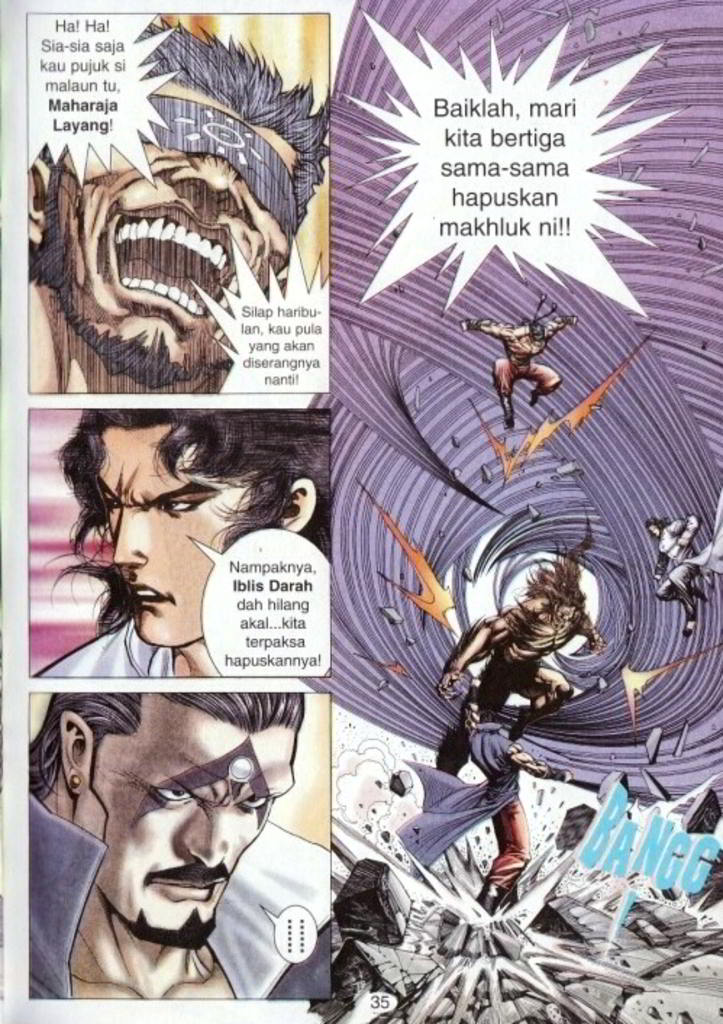 Ha! Ha!
Sia-sia saja
kau pujuk si
malaun tu,
Maharaja
Layang!
Silap haribu-
lan, kau pula
yang akan
diserangnya
nanti!
Nampaknya,
Iblis Darah
dah hilang
akal...kita
terpaksa
hapuskannya!
Baiklah, mari
kita bertiga
sama-sama
hapuskan
makhluk ni!!
BANGG
!
35